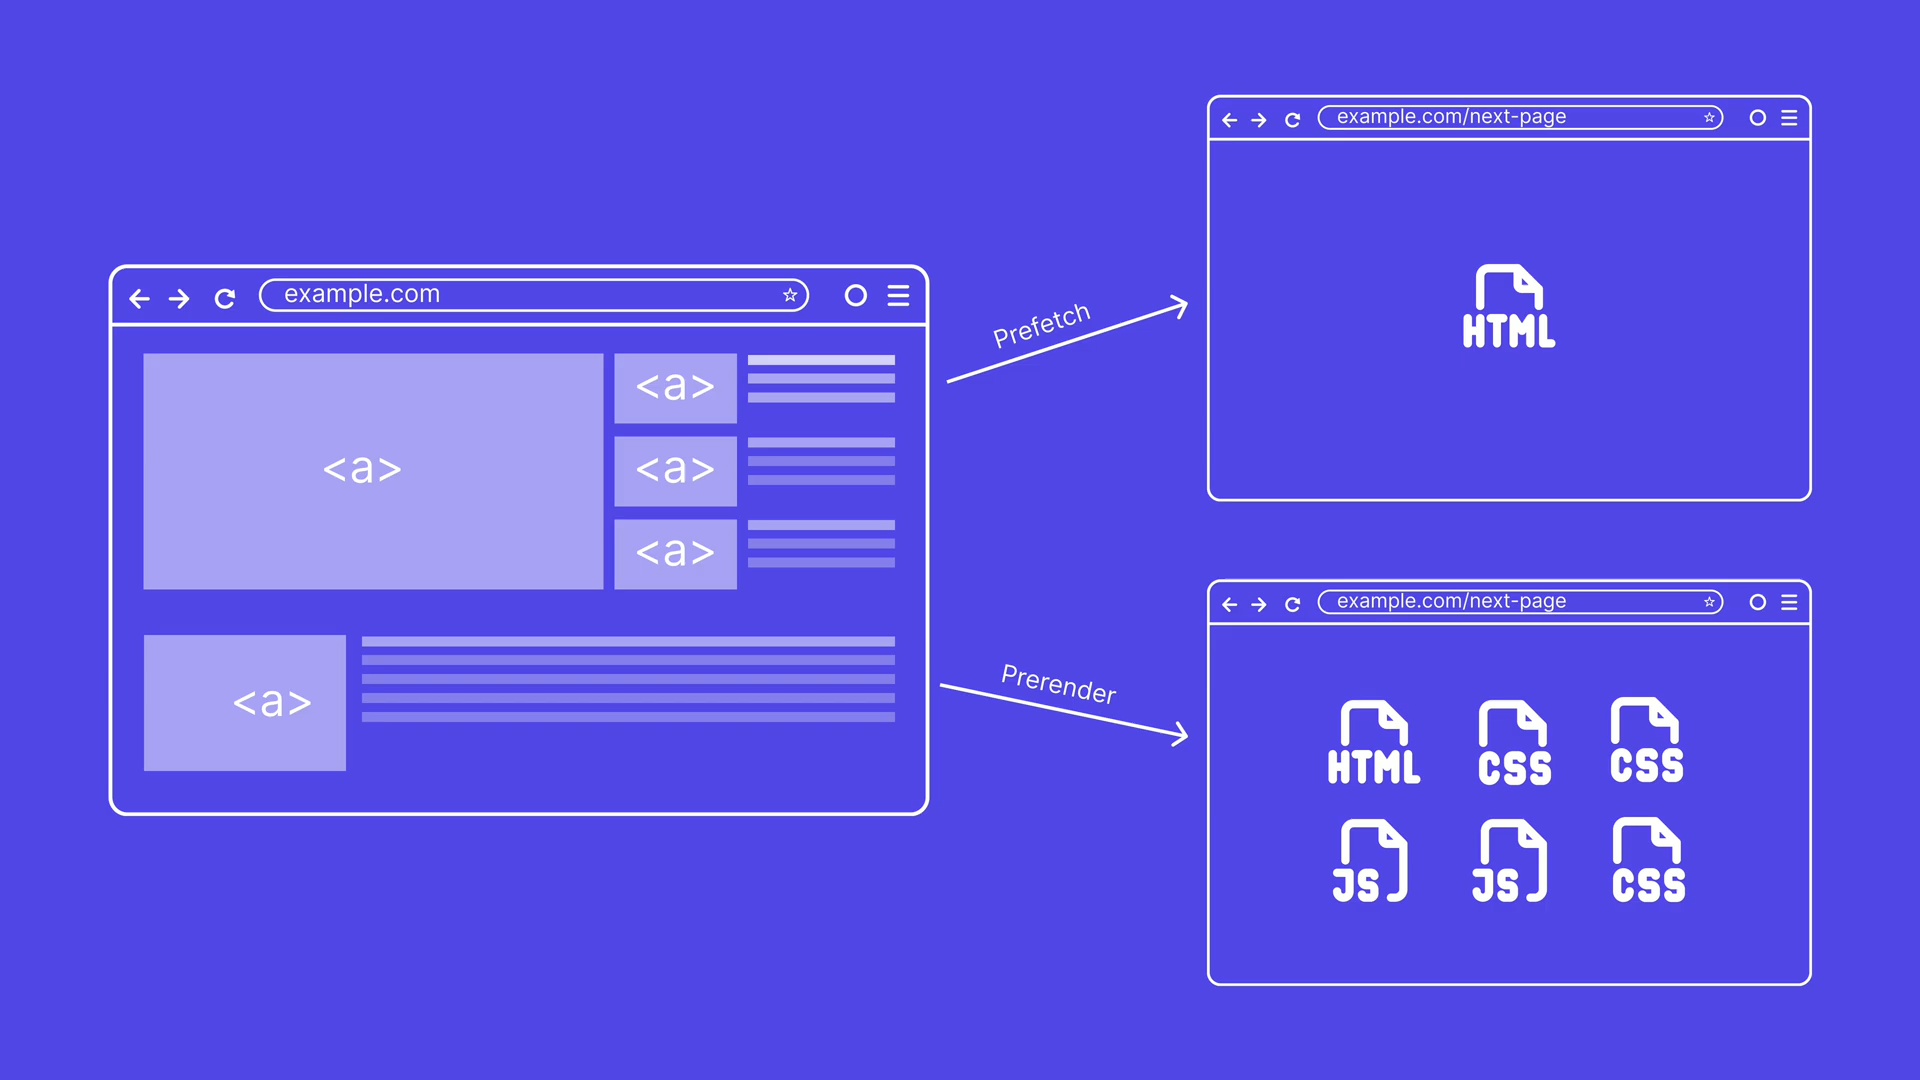 example.com
<a>
<a>
<a>
<a>
<a>
Prefetch
example.com/next-page
HTML
Prerender
example.com/next-page
HTML
CSS
CSS
JS
JS
CSS